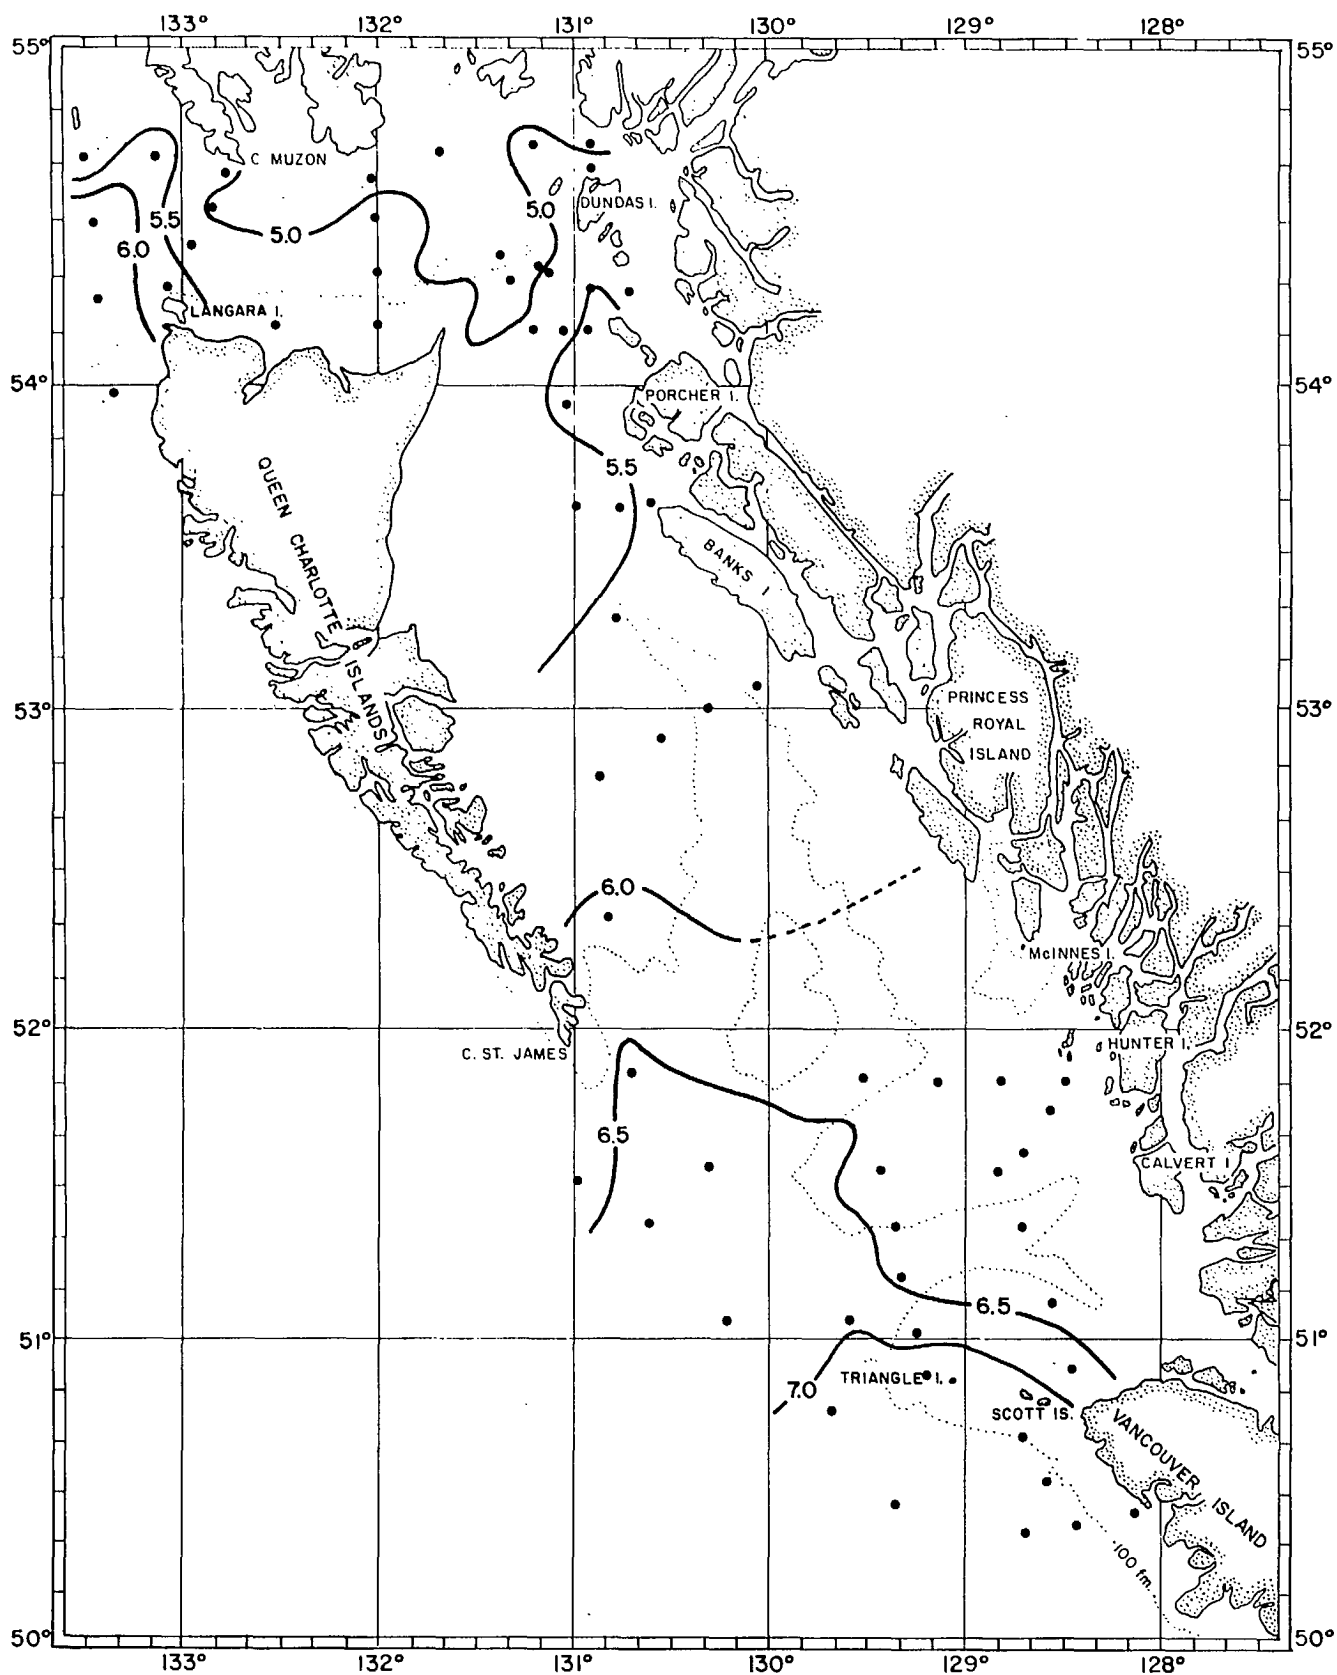 133° 132° 131° 130° 129° 128°
55° 55°
C MUZON
DUNDAS I.
5.0
5.5
5.0
6.0
LANGARA I.
54° 54°
PORCHER I.
5.5
QUEEN CHARLOTTE ISLANDS
BANKS I
PRINCESS
ROYAL
ISLAND
53° 53°
6.0
McINNES I.
52° 52°
HUNTER I.
C. ST. JAMES
6.5
CALVERT I
6.5
51° 51°
TRIANGLE I.
7.0
SCOTT IS.
VANCOUVER ISLAND
100 fm.
50° 50°
133° 132° 131° 130° 129° 128°